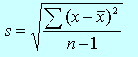 s = √(∑(x − x̅)² / (n − 1))